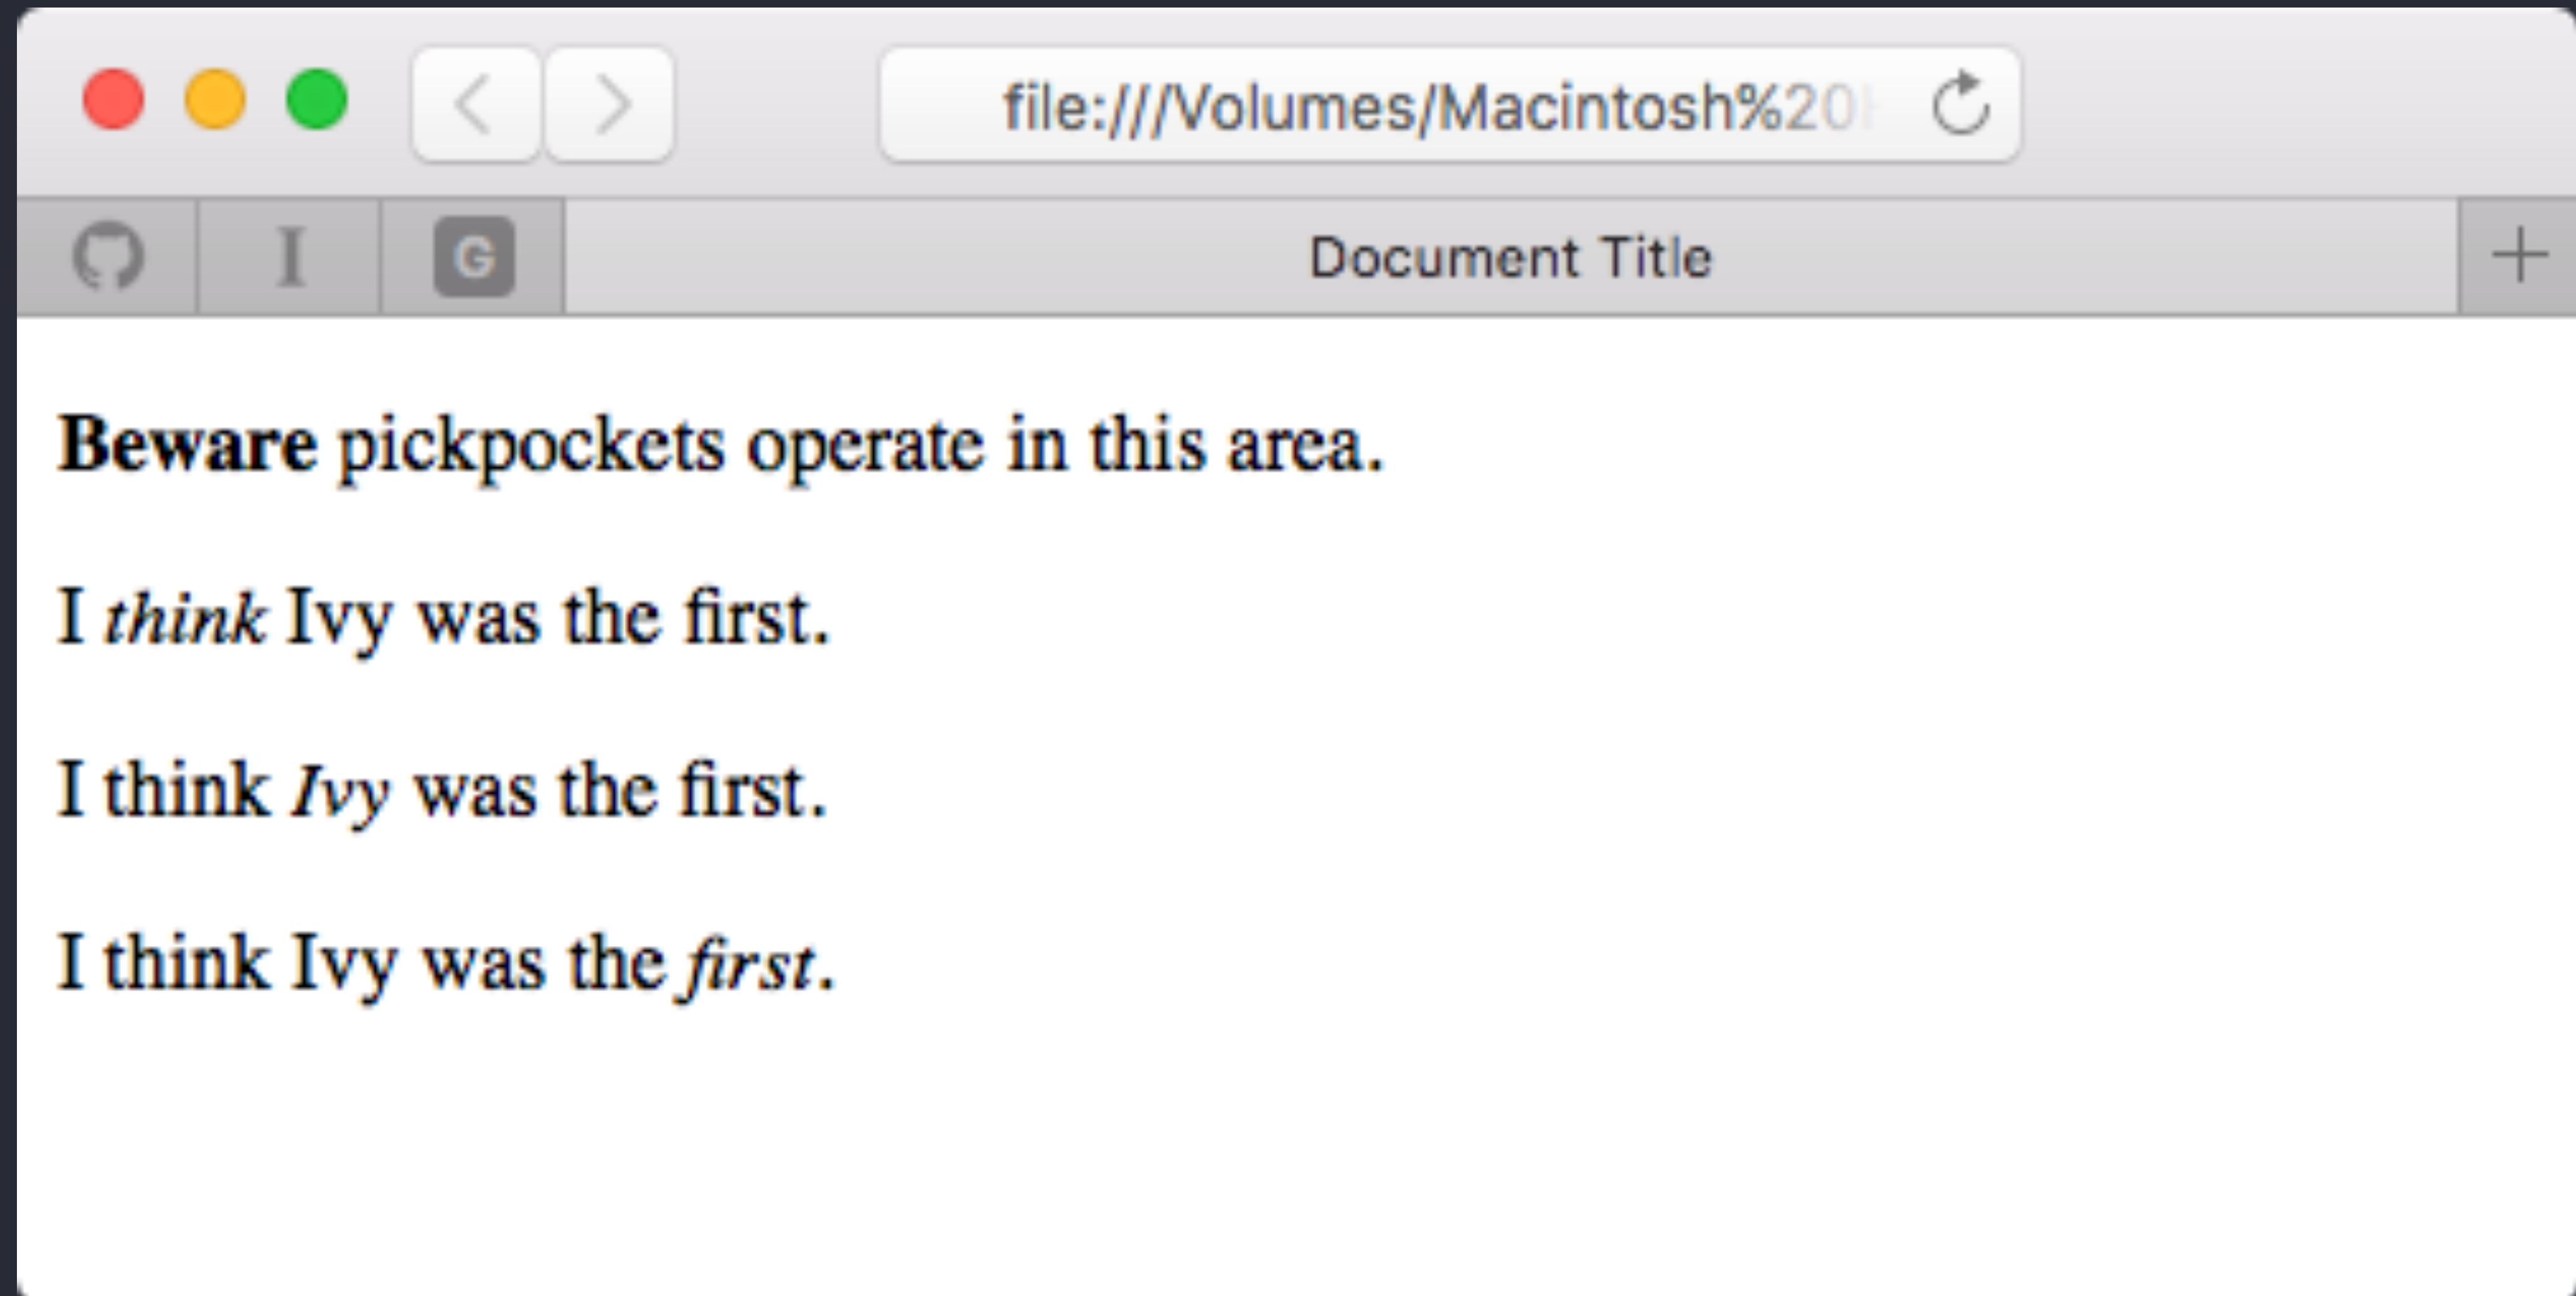 file:///Volumes/Macintosh%20
I G Document Title
Beware pickpockets operate in this area.
I think Ivy was the first.
I think Ivy was the first.
I think Ivy was the first.